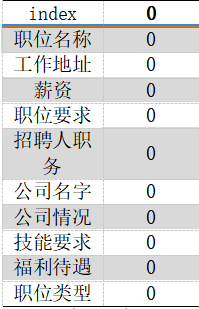 index 0
职位名称 0
工作地址 0
薪资 0
职位要求 0
招聘人职
务 0
公司名字 0
公司情况 0
技能要求 0
福利待遇 0
职位类型 0